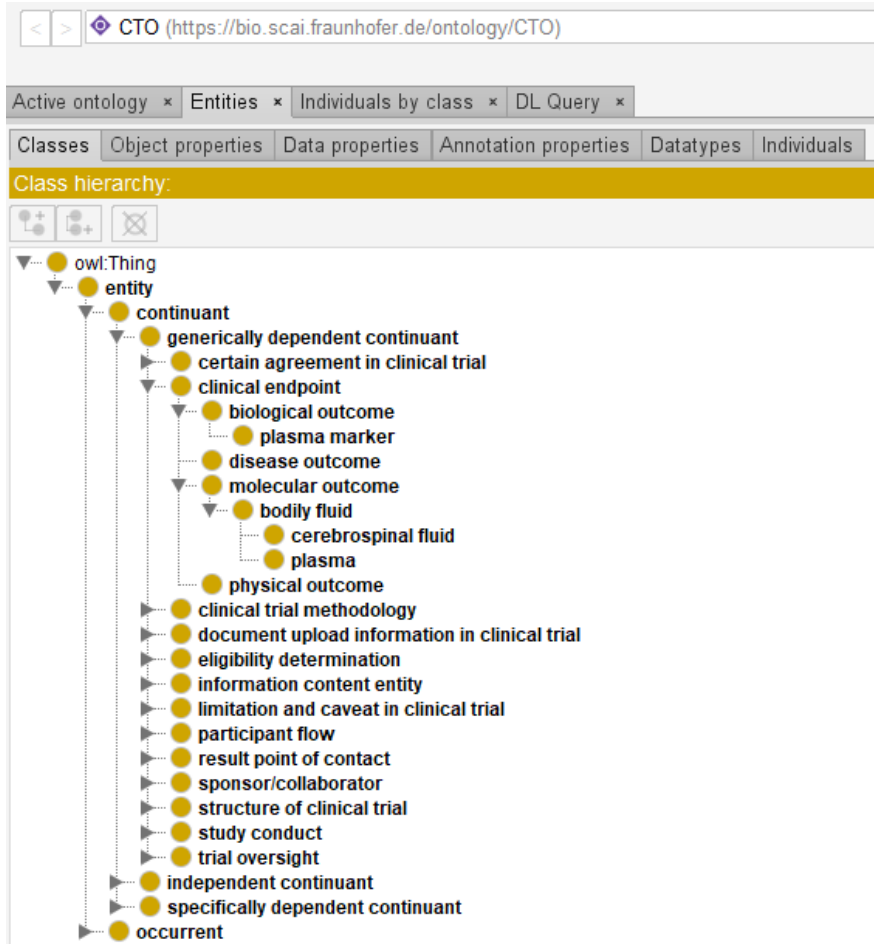 < > CTO (https://bio.scai.fraunhofer.de/ontology/CTO)
Active ontology × Entities × Individuals by class × DL Query ×
Classes Object properties Data properties Annotation properties Datatypes Individuals
Class hierarchy:
owl:Thing
entity
continuant
generically dependent continuant
certain agreement in clinical trial
clinical endpoint
biological outcome
plasma marker
disease outcome
molecular outcome
bodily fluid
cerebrospinal fluid
plasma
physical outcome
clinical trial methodology
document upload information in clinical trial
eligibility determination
information content entity
limitation and caveat in clinical trial
participant flow
result point of contact
sponsor/collaborator
structure of clinical trial
study conduct
trial oversight
independent continuant
specifically dependent continuant
occurrent